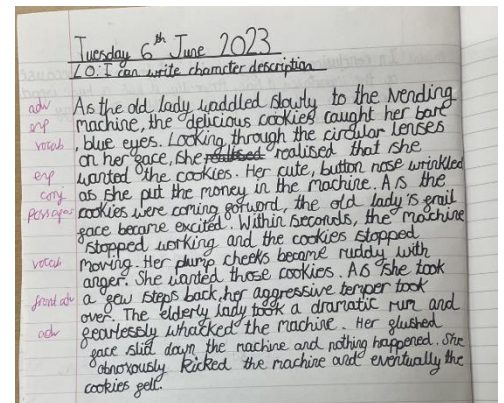 Tuesday 6th June 2023
LO: I can write character description
adv As the old lady waddled slowly to the vending
enp machine, the delicious cookies caught her bare
vocab , blue eyes. Looking through the circular lenses
on her face, she realised realised that she
enp wanted the cookies. Her cute, button nose wrinkled
conj as she put the money in the machine. As the
poss apos cookies were coming forward, the old lady's frail
face became excited. Within seconds, the machine
stopped working and the cookies stopped
vocab moving. Her plump cheeks became ruddy with
anger. She wanted those cookies. As she took
front adv a few steps back, her aggressive temper took
over. The elderly lady took a dramatic run and
adv fearlessly whacked the machine. Her flushed
face slid down the machine and nothing happened. She
obnoxously kicked the machine and eventually the
cookies fell.